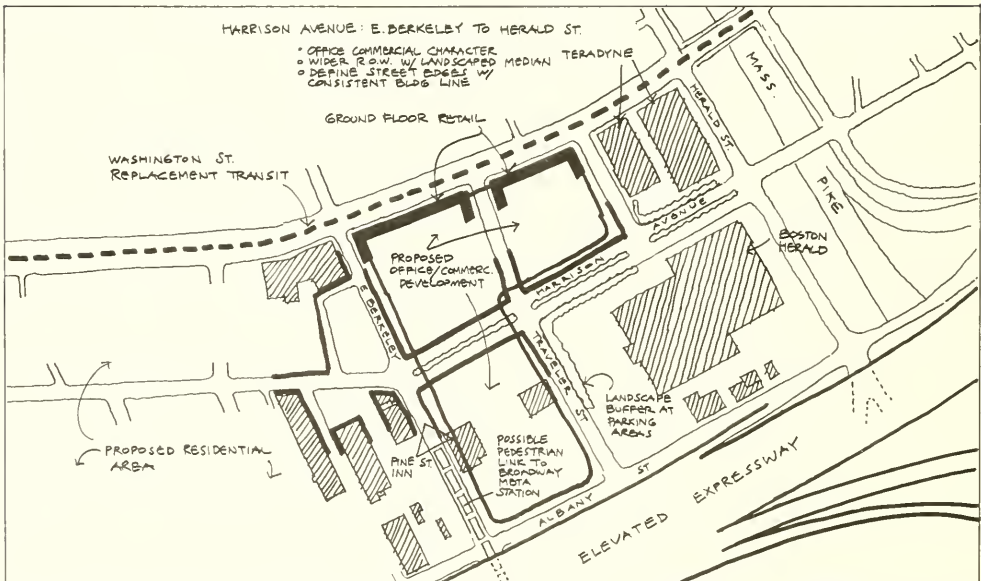 HARRISON AVENUE: E. BERKELEY TO HERALD ST.
• OFFICE COMMERCIAL CHARACTER
• WIDER R.O.W. W/ LANDSCAPED MEDIAN
• DEFINE STREET EDGES W/
CONSISTENT BLDG LINE
TERADYNE
MASS.
HERALD ST.
GROUND FLOOR RETAIL
WASHINGTON ST.
REPLACEMENT TRANSIT
AVENUE
PIKE
BOSTON
HERALD
PROPOSED
OFFICE/COMMERC.
DEVELOPMENT
HARRISON
E. BERKELEY
TRAVELER ST
LANDSCAPE
BUFFER AT
PARKING
AREAS
PROPOSED RESIDENTIAL
AREA
PINE ST.
INN
POSSIBLE
PEDESTRIAN
LINK TO
BROADWAY
MBTA
STATION
ALBANY ST
ELEVATED EXPRESSWAY